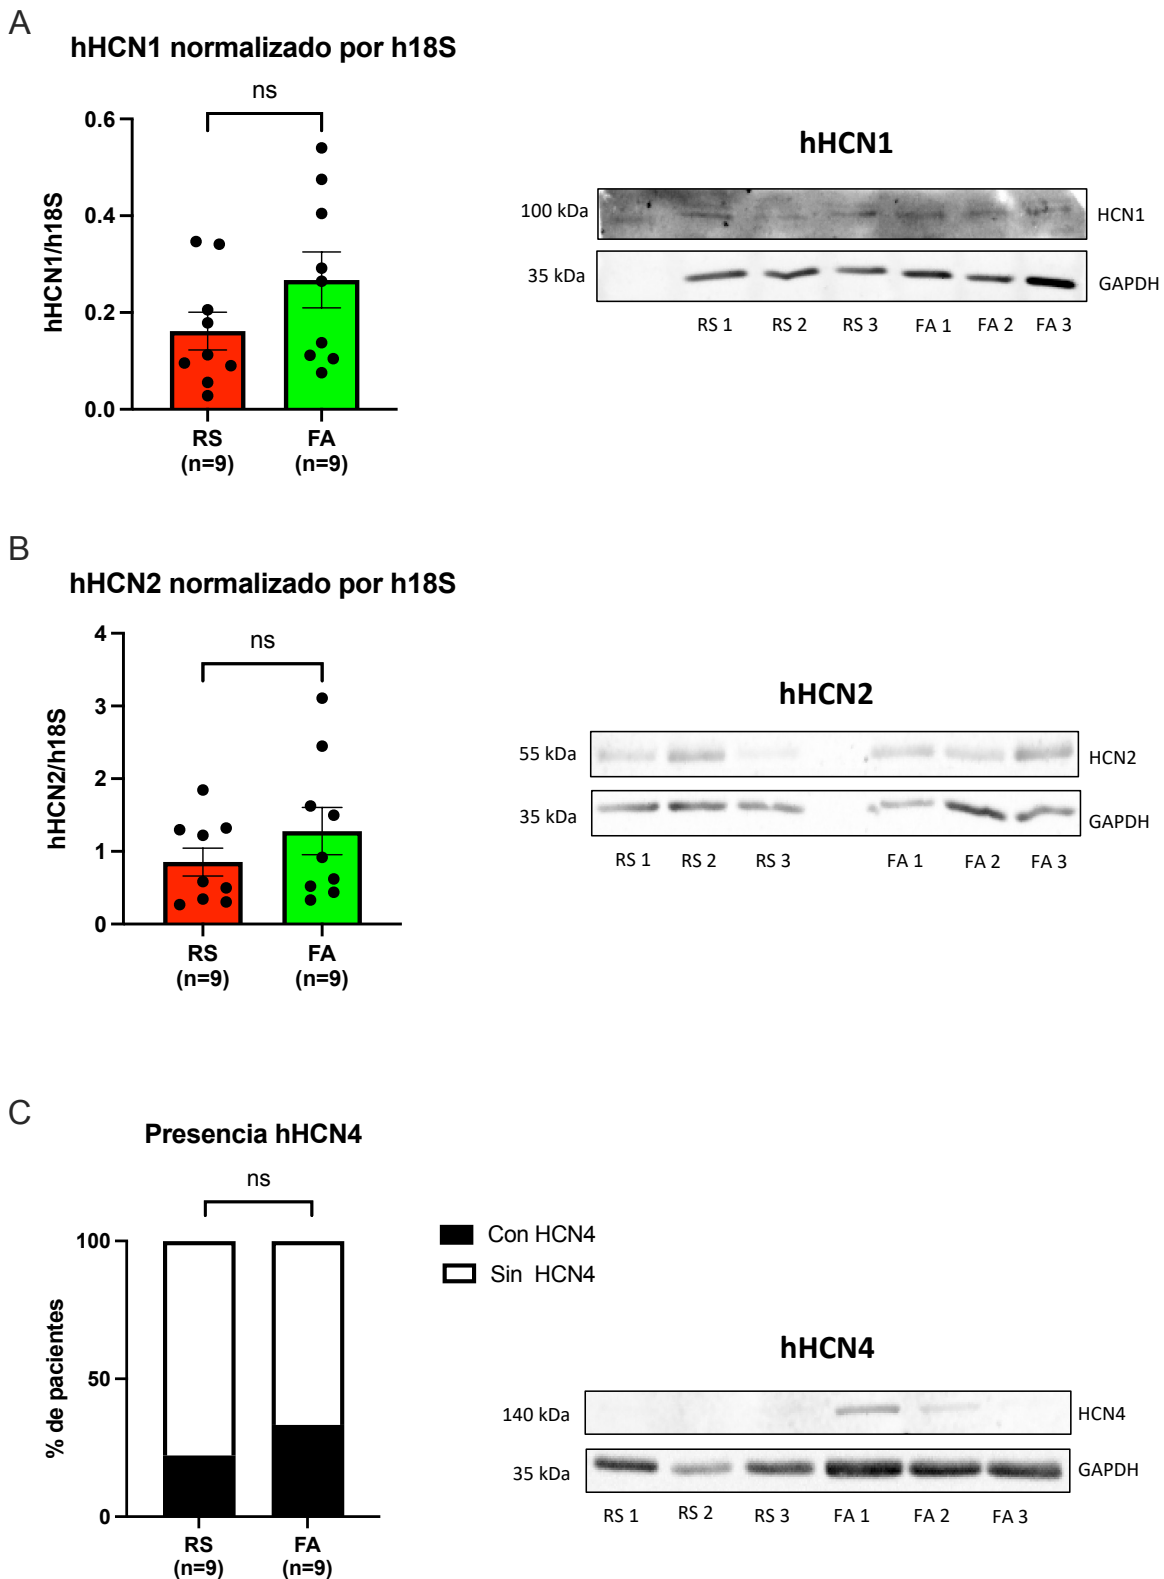 A
hHCN1 normalizado por h18S
ns
0.6
0.4
0.2
0.0
hHCN1/h18S
RS
(n=9)
FA
(n=9)
hHCN1
100 kDa
HCN1
35 kDa
GAPDH
RS 1 RS 2 RS 3 FA 1 FA 2 FA 3
B
hHCN2 normalizado por h18S
ns
4
3
2
1
0
hHCN2/h18S
RS
(n=9)
FA
(n=9)
hHCN2
55 kDa
HCN2
35 kDa
GAPDH
RS 1 RS 2 RS 3 FA 1 FA 2 FA 3
C
Presencia hHCN4
ns
100
50
0
% de pacientes
RS
(n=9)
FA
(n=9)
Con HCN4
Sin HCN4
hHCN4
140 kDa
HCN4
35 kDa
GAPDH
RS 1 RS 2 RS 3 FA 1 FA 2 FA 3